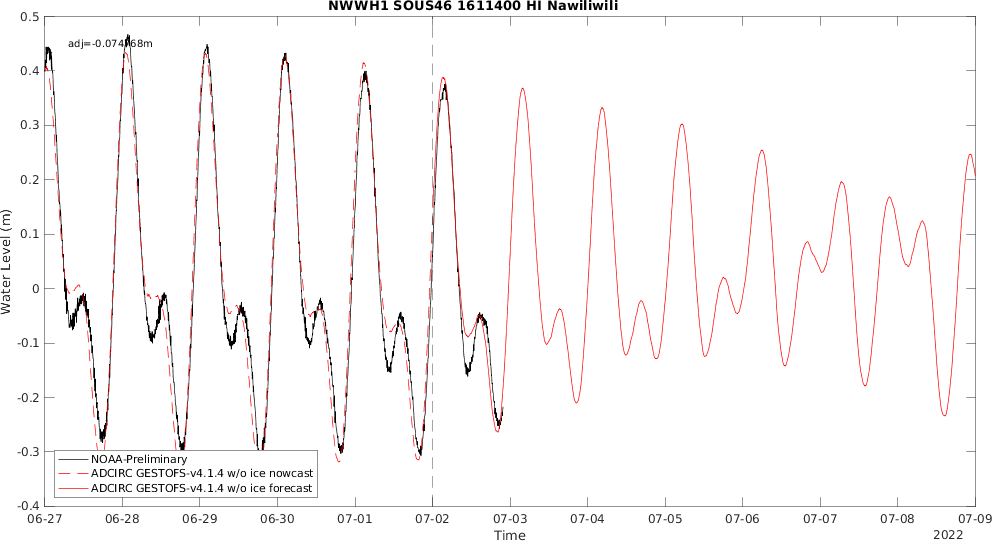 NWWH1 SOUS46 1611400 HI Nawiliwili
0.5
0.4
0.3
0.2
0.1
0
-0.1
-0.2
-0.3
-0.4
Water Level (m)
NOAA-Preliminary
ADCIRC GESTOFS-v4.1.4 w/o ice nowcast
ADCIRC GESTOFS-v4.1.4 w/o ice forecast
06-27 06-28 06-29 06-30 07-01 07-02 07-03 07-04 07-05 07-06 07-07 07-08 07-09
Time
2022